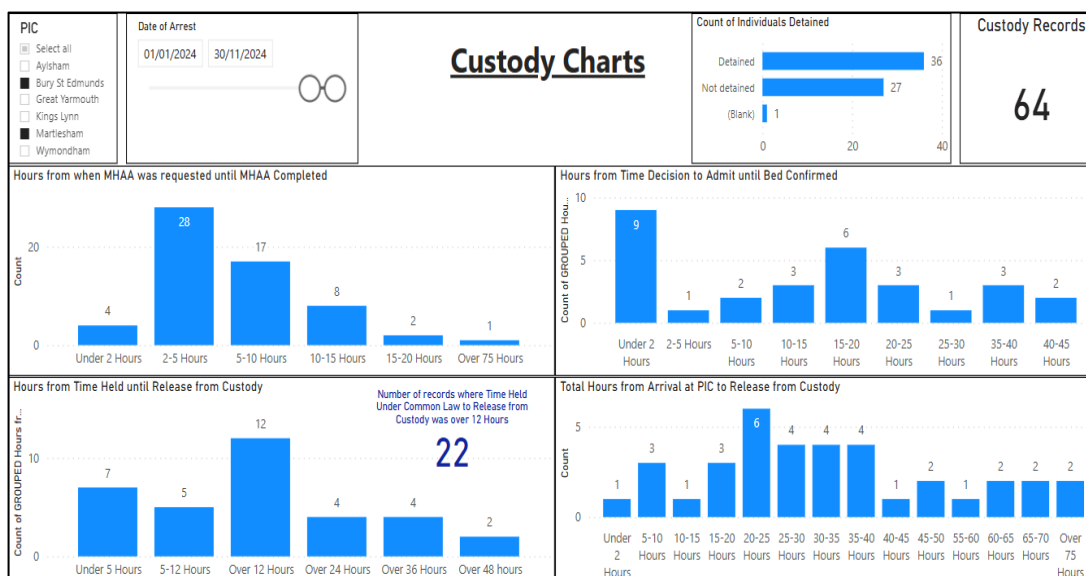 PIC
Select all
Aylsham
Bury St Edmunds
Great Yarmouth
Kings Lynn
Martlesham
Wymondham
Date of Arrest
01/01/2024 30/11/2024
Custody Charts
Count of Individuals Detained
Detained 36
Not detained 27
(Blank) 1
0 20 40
Custody Records
64
Hours from when MHAA was requested until MHAA Completed
Count
20
0
4 28 17 8 2 1
Under 2 Hours 2-5 Hours 5-10 Hours 10-15 Hours 15-20 Hours Over 75 Hours
Hours from Time Decision to Admit until Bed Confirmed
Count of GROUPED Hou...
10
5
0
9 1 2 3 6 3 1 3 2
Under 2 2-5 Hours 5-10 10-15 15-20 20-25 25-30 35-40 40-45
Hours Hours Hours Hours Hours Hours Hours Hours
Hours from Time Held until Release from Custody
Number of records where Time Held
Under Common Law to Release from
Custody was over 12 Hours
22
Count of GROUPED Hours fr...
10
0
7 5 12 4 4 2
Under 5 Hours 5-12 Hours Over 12 Hours Over 24 Hours Over 36 Hours Over 48 hours
Total Hours from Arrival at PIC to Release from Custody
Count
5
0
1 3 1 3 6 4 4 4 1 2 1 2 2 2
Under 5-10 10-15 15-20 20-25 25-30 30-35 35-40 40-45 45-50 55-60 60-65 65-70 Over
2 Hours Hours Hours Hours Hours Hours Hours Hours Hours Hours Hours Hours 75
Hours Hours